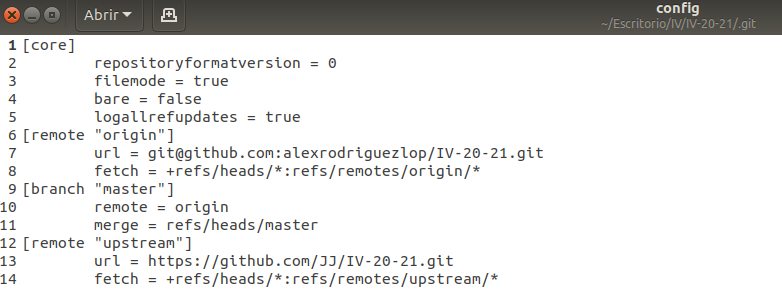 Abrir
config
~/Escritorio/IV/IV-20-21/.git
1 [core]
2 repositoryformatversion = 0
3 filemode = true
4 bare = false
5 logallrefupdates = true
6 [remote "origin"]
7 url = git@github.com:alexrodriguezlop/IV-20-21.git
8 fetch = +refs/heads/*:refs/remotes/origin/*
9 [branch "master"]
10 remote = origin
11 merge = refs/heads/master
12 [remote "upstream"]
13 url = https://github.com/JJ/IV-20-21.git
14 fetch = +refs/heads/*:refs/remotes/upstream/*